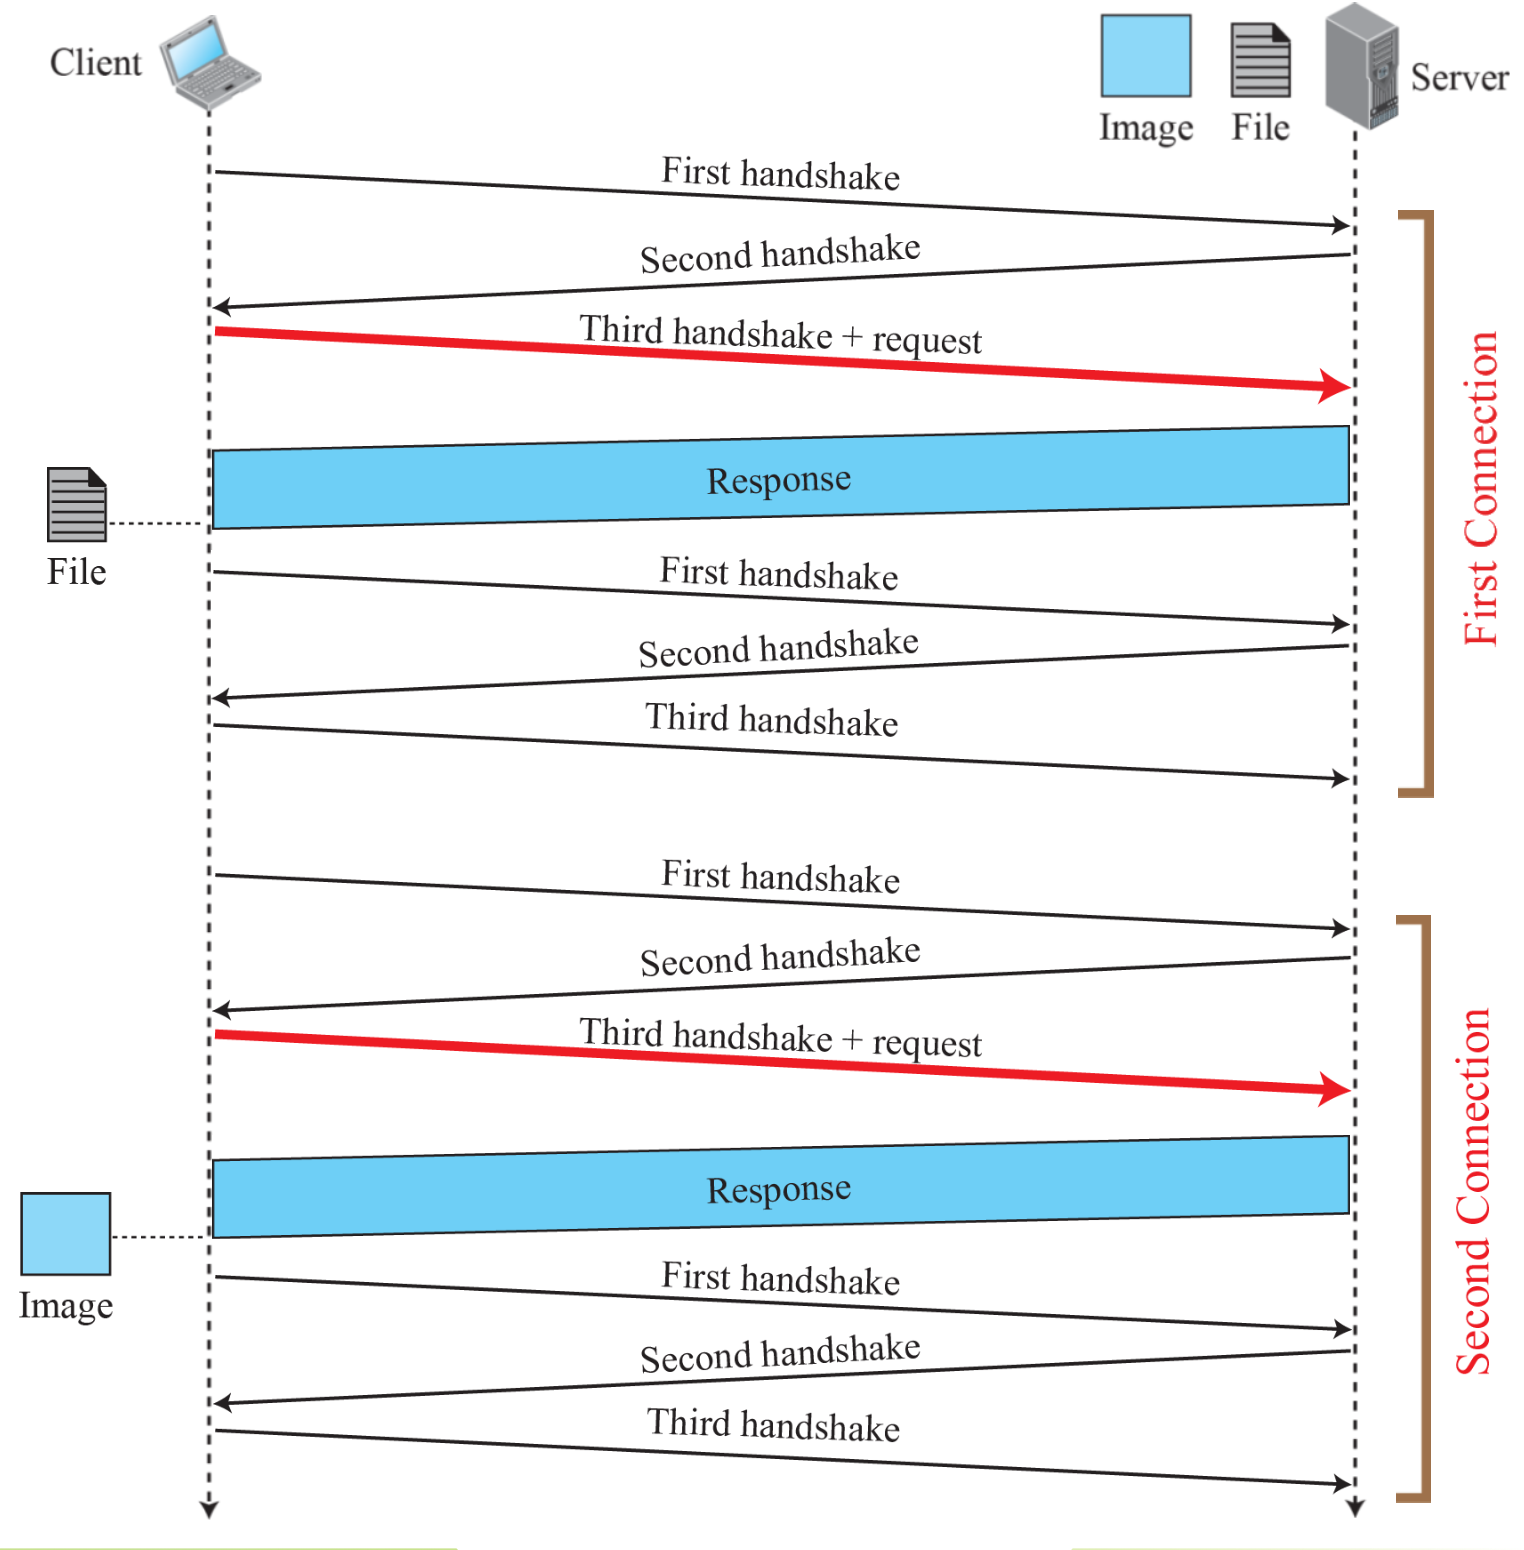 Client
Server
Image
File
First handshake
Second handshake
Third handshake + request
Response
File
First handshake
Second handshake
Third handshake
First Connection
First handshake
Second handshake
Third handshake + request
Response
Image
First handshake
Second handshake
Third handshake
Second Connection